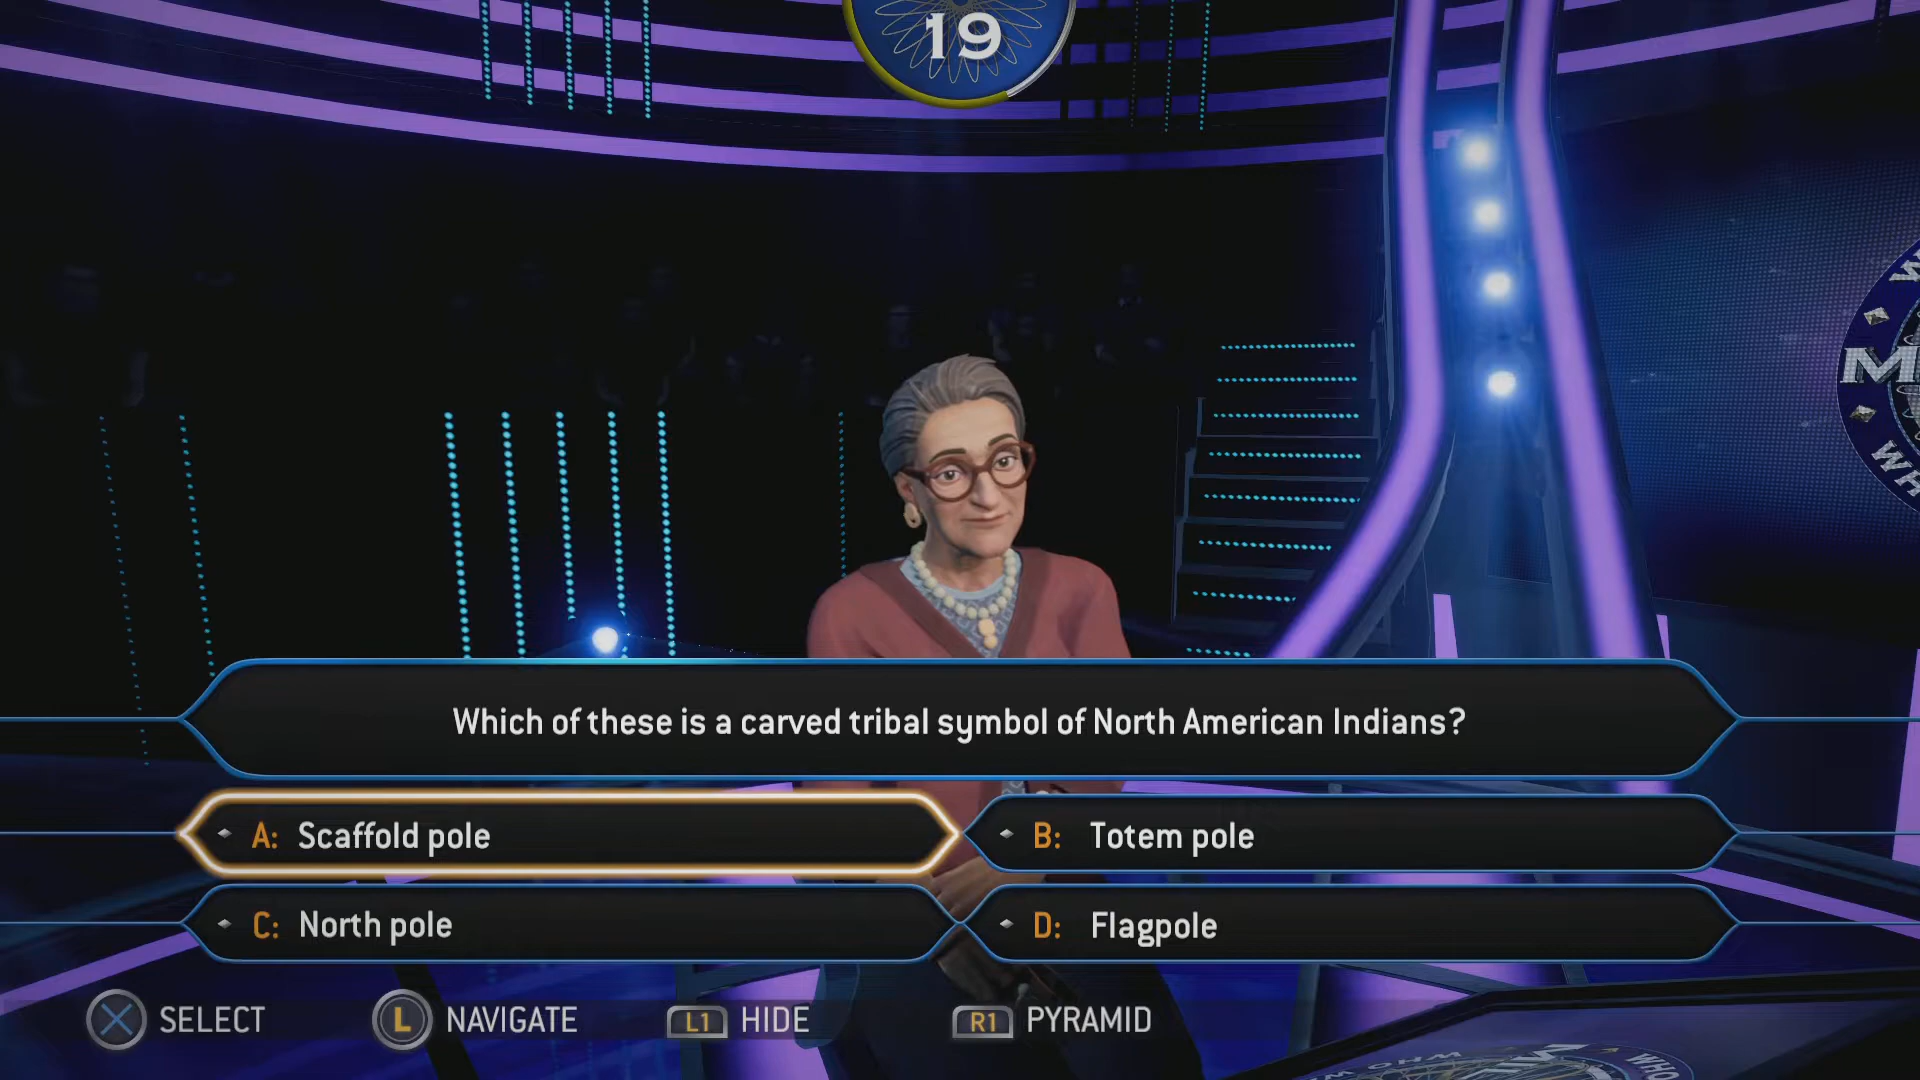 19
Which of these is a carved tribal symbol of North American Indians?
A: Scaffold pole
B: Totem pole
C: North pole
D: Flagpole
SELECT
L NAVIGATE
L1 HIDE
R1 PYRAMID